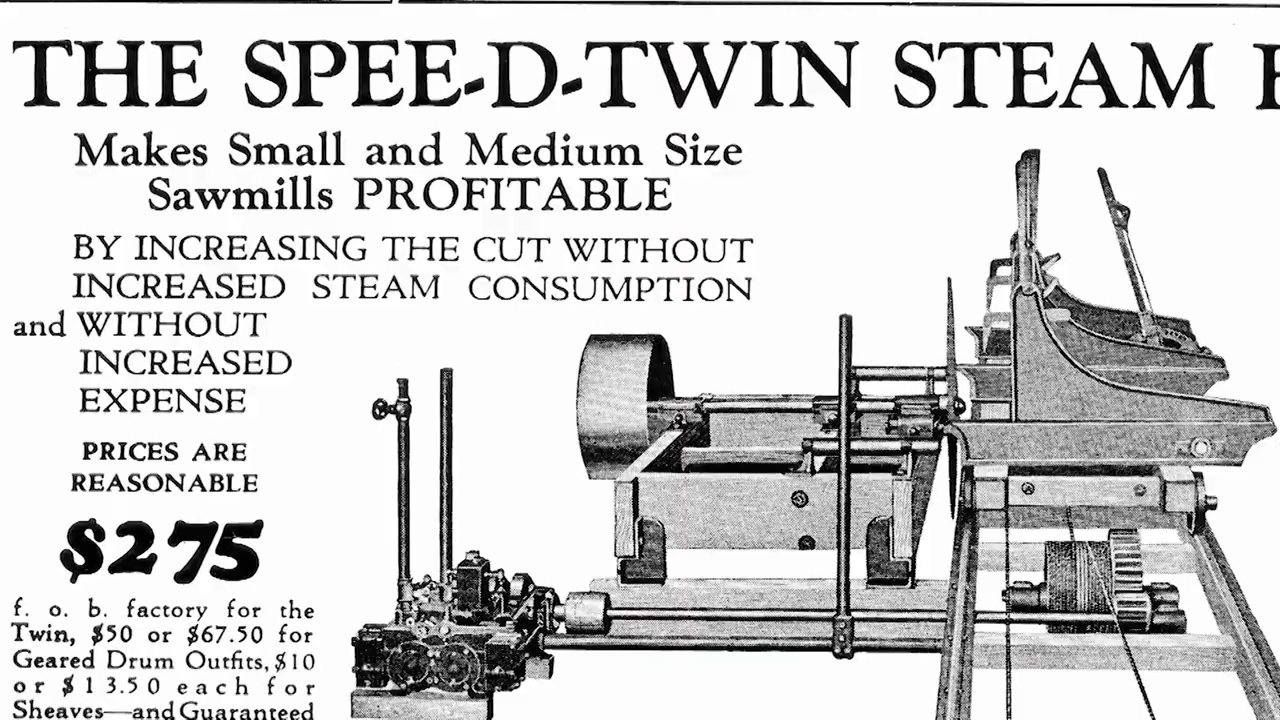 THE SPEE-D-TWIN STEAM
Makes Small and Medium Size
Sawmills PROFITABLE
BY INCREASING THE CUT WITHOUT
INCREASED STEAM CONSUMPTION
and WITHOUT
INCREASED
EXPENSE
PRICES ARE
REASONABLE
$275
f. o. b. factory for the
Twin, $50 or $67.50 for
Geared Drum Outfits, $10
or $13.50 each for
Sheaves—and Guaranteed